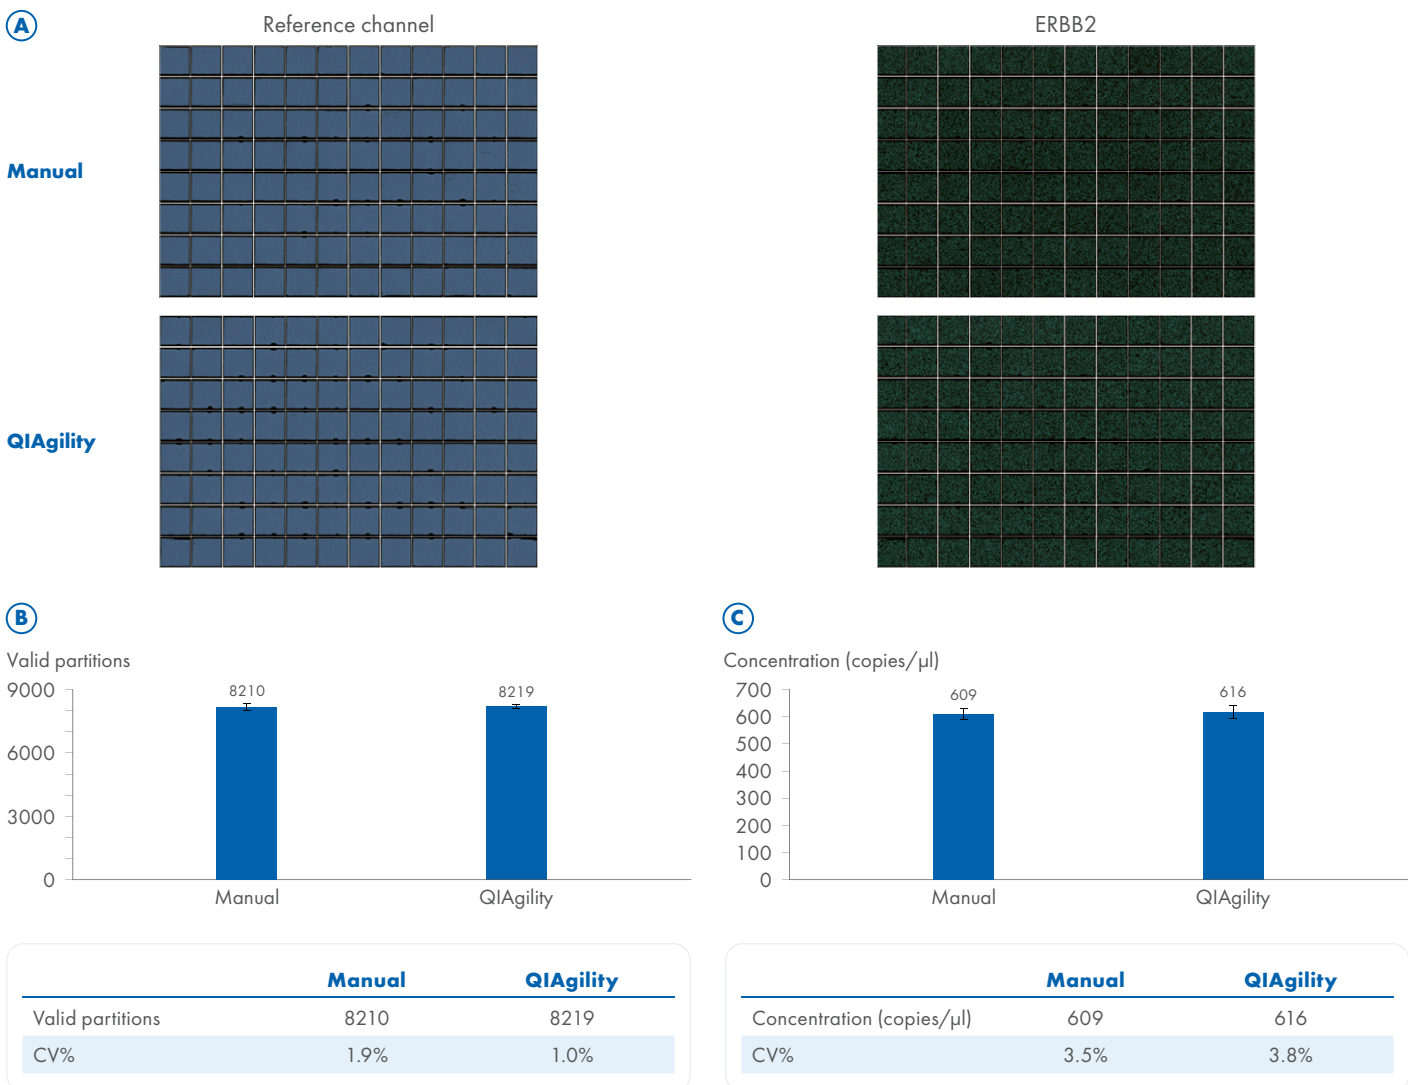 A
Reference channel
ERBB2
Manual
QIAgility
B
Valid partitions
9000
6000
3000
0
8210
8219
Manual
QIAgility
C
Concentration (copies/µl)
700
600
500
400
300
200
100
0
609
616
Manual
QIAgility
Manual QIAgility
Valid partitions 8210 8219
CV% 1.9% 1.0%
Manual QIAgility
Concentration (copies/µl) 609 616
CV% 3.5% 3.8%